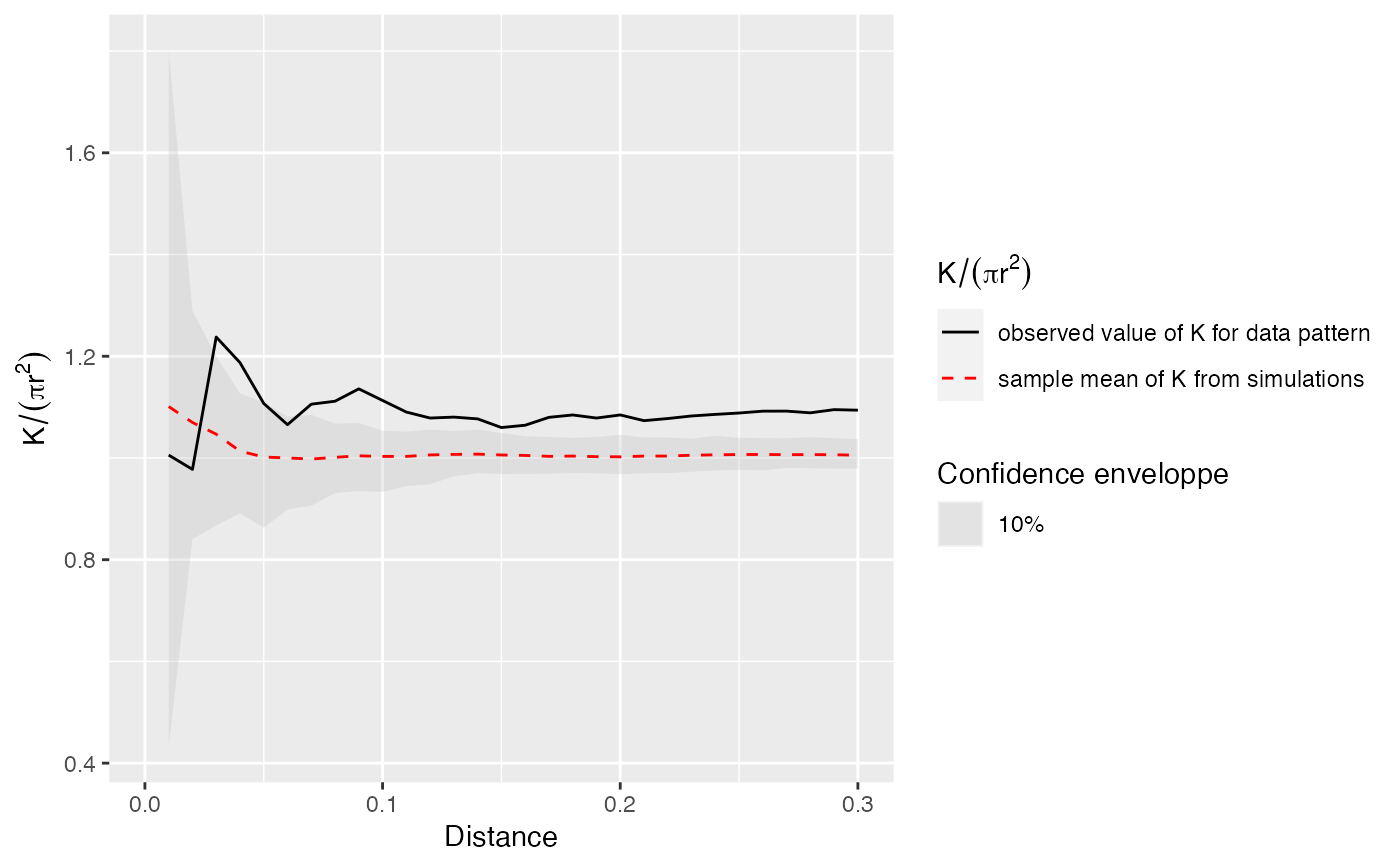 1.6
1.2
0.8
0.4
K/(πr²)
0.0
0.1
0.2
0.3
Distance
K/(πr²)
observed value of K for data pattern
sample mean of K from simulations
Confidence enveloppe
10%